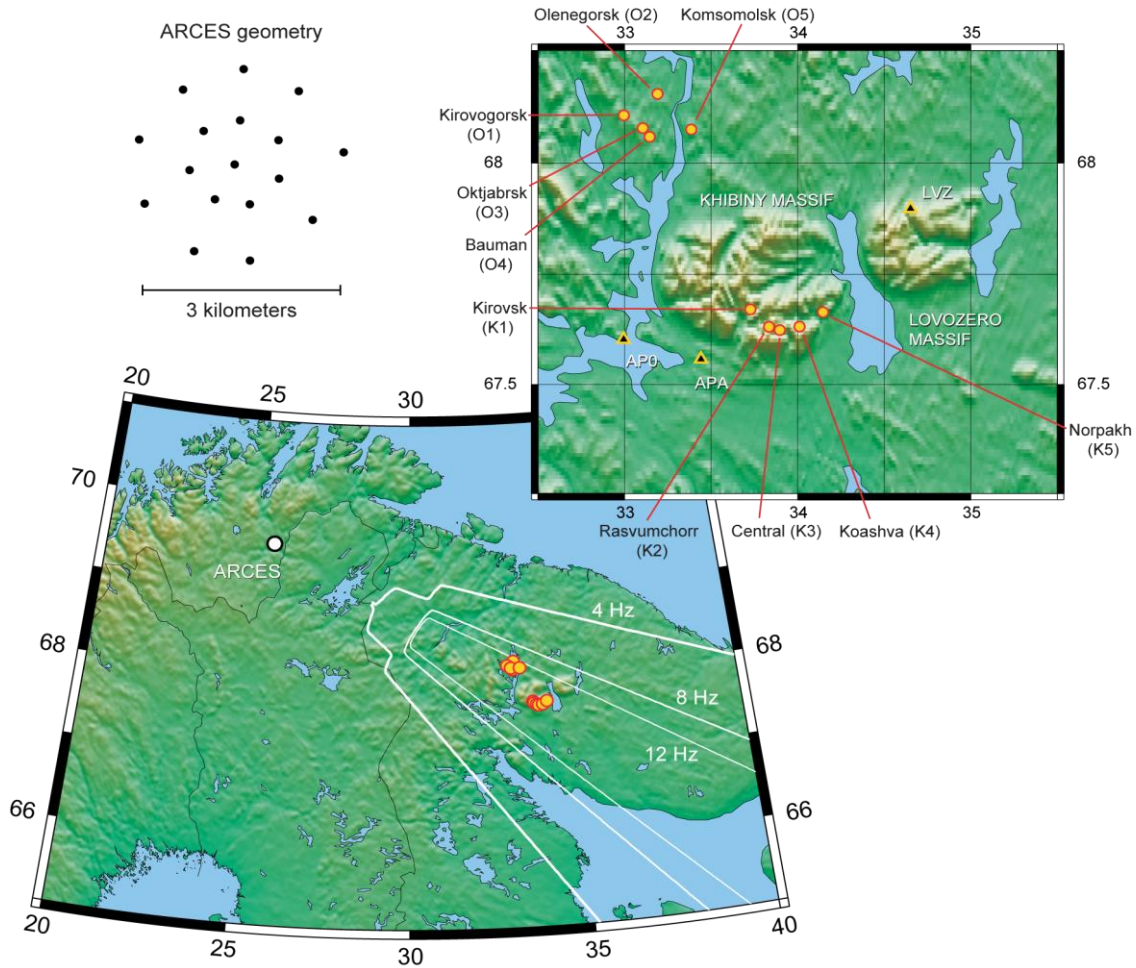 ARCES geometry
3 kilometers
Olenegorsk (O2)
Komsomolsk (O5)
33
34
35
Kirovogorsk
(O1)
Oktjabrsk
(O3)
Bauman
(O4)
Kirovsk
(K1)
68
67.5
KHIBINY MASSIF
LVZ
LOVOZERO
MASSIF
AP0
APA
Norpakh
(K5)
33
34
35
Rasvumchorr
(K2)
Central (K3)
Koashva (K4)
20
25
30
70
68
66
ARCES
4 Hz
8 Hz
12 Hz
68
66
20
25
30
35
40